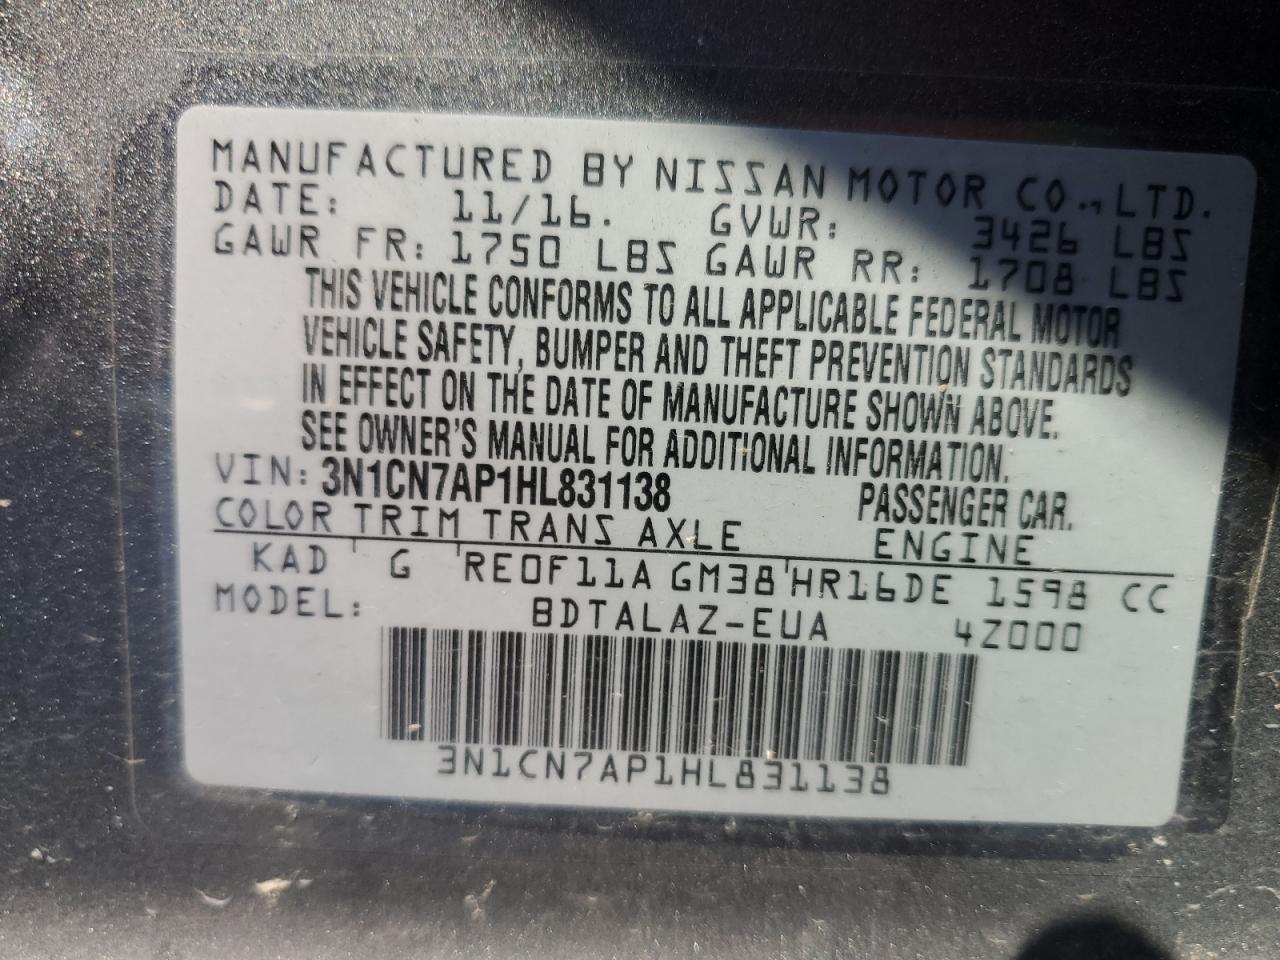 MANUFACTURED BY NISSAN MOTOR CO., LTD.
DATE: 11/16. GVWR: 3426 LBS
GAWR FR: 1750 LBS GAWR RR: 1708 LBS
THIS VEHICLE CONFORMS TO ALL APPLICABLE FEDERAL MOTOR
VEHICLE SAFETY, BUMPER AND THEFT PREVENTION STANDARDS
IN EFFECT ON THE DATE OF MANUFACTURE SHOWN ABOVE.
SEE OWNER'S MANUAL FOR ADDITIONAL INFORMATION.
VIN: 3N1CN7AP1HL831138 PASSENGER CAR.
COLOR TRIM TRANS AXLE ENGINE
KAD G RE0F11A GM38 HR16DE 1598 CC
MODEL: BDTALAZ-EUA 4Z000
3N1CN7AP1HL831138